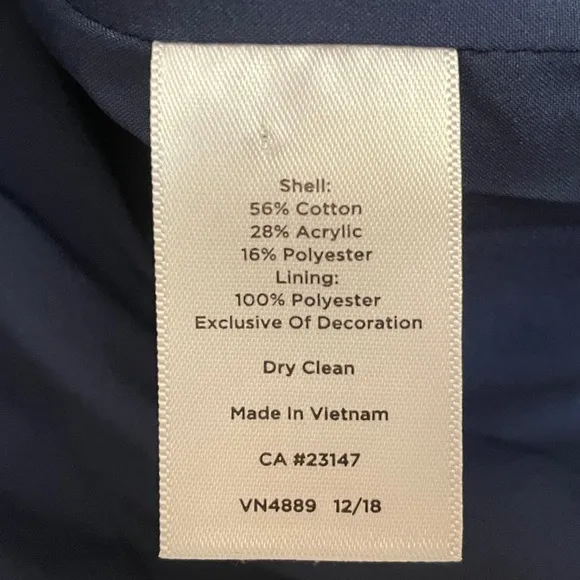 Shell:
56% Cotton
28% Acrylic
16% Polyester
Lining:
100% Polyester
Exclusive Of Decoration
Dry Clean
Made In Vietnam
CA #23147
VN4889 12/18